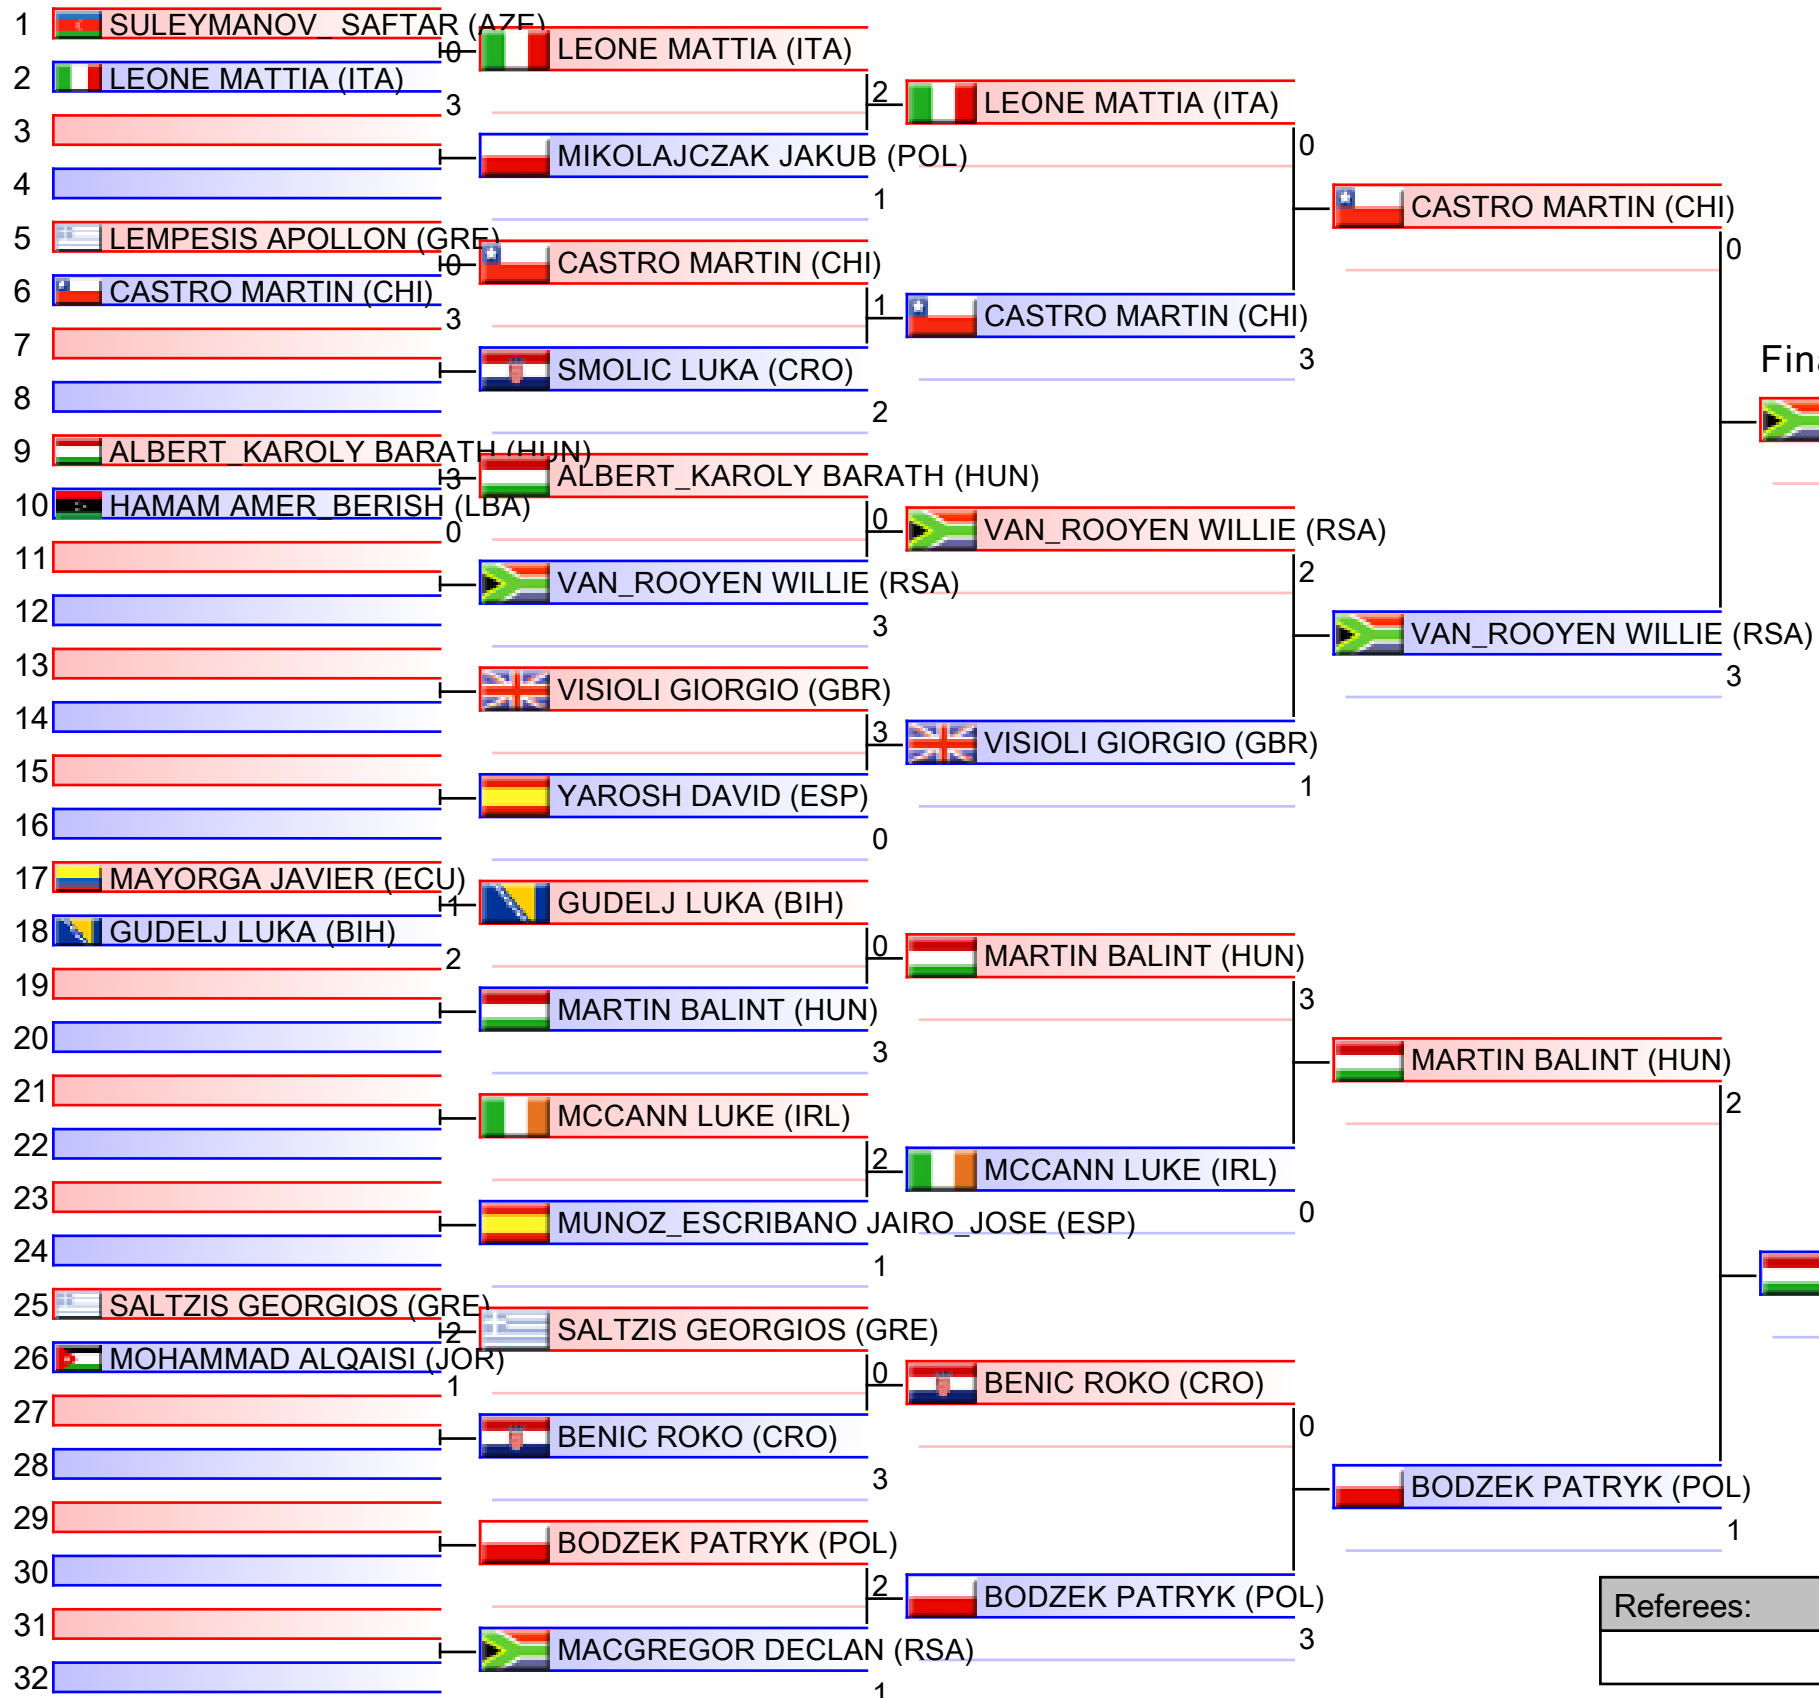 1 SULEYMANOV_ SAFTAR (AZE)
0
2 LEONE MATTIA (ITA)
3
3
4
5 LEMPESIS APOLLON (GRE)
0
6 CASTRO MARTIN (CHI)
3
7
8
9 ALBERT_KAROLY BARATH (HUN)
3
10 HAMAM AMER_BERISH (LBA)
0
11
12
13
14
15
16
17 MAYORGA JAVIER (ECU)
1
18 GUDELJ LUKA (BIH)
2
19
20
21
22
23
24
25 SALTZIS GEORGIOS (GRE)
2
26 MOHAMMAD ALQAISI (JOR)
1
27
28
29
30
31
32
LEONE MATTIA (ITA)
2
MIKOLAJCZAK JAKUB (POL)
1
CASTRO MARTIN (CHI)
1
SMOLIC LUKA (CRO)
2
ALBERT_KAROLY BARATH (HUN)
0
VAN_ROOYEN WILLIE (RSA)
3
VISIOLI GIORGIO (GBR)
3
YAROSH DAVID (ESP)
0
GUDELJ LUKA (BIH)
0
MARTIN BALINT (HUN)
3
MCCANN LUKE (IRL)
2
MUNOZ_ESCRIBANO JAIRO_JOSE (ESP)
1
SALTZIS GEORGIOS (GRE)
0
BENIC ROKO (CRO)
3
BODZEK PATRYK (POL)
2
MACGREGOR DECLAN (RSA)
1
LEONE MATTIA (ITA)
0
CASTRO MARTIN (CHI)
3
VAN_ROOYEN WILLIE (RSA)
2
VISIOLI GIORGIO (GBR)
1
MARTIN BALINT (HUN)
3
MCCANN LUKE (IRL)
0
BENIC ROKO (CRO)
0
BODZEK PATRYK (POL)
3
CASTRO MARTIN (CHI)
0
VAN_ROOYEN WILLIE (RSA)
3
MARTIN BALINT (HUN)
2
BODZEK PATRYK (POL)
1
Referees: